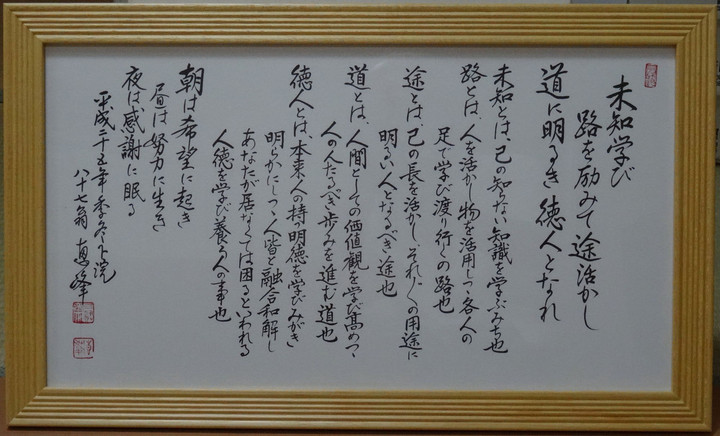 未知学び
路を励みて途活かし
道に明るき徳人となれ
未知とは、己の知らない知識を学ぶみち也
路とは、人を活かし物を活用しつゝ各人の
足で学び渡り行くの路也
途とは、己の長を活かし、それ〲の用途に
明るい人となるべき途也
道とは、人間としての価値観を学び高めつゝ
人の人たるべき歩みを進む道也
徳人とは、本来人の持つ明徳を学びみがき
明らかにしつゝ人皆と融合和解し
あなたが居なくては困るといわれる
人徳を学び養う人の事也
朝は希望に起き
昼は努力に生き
夜は感謝に眠る
平成二十五年季冬下浣
八十七翁 恵峰